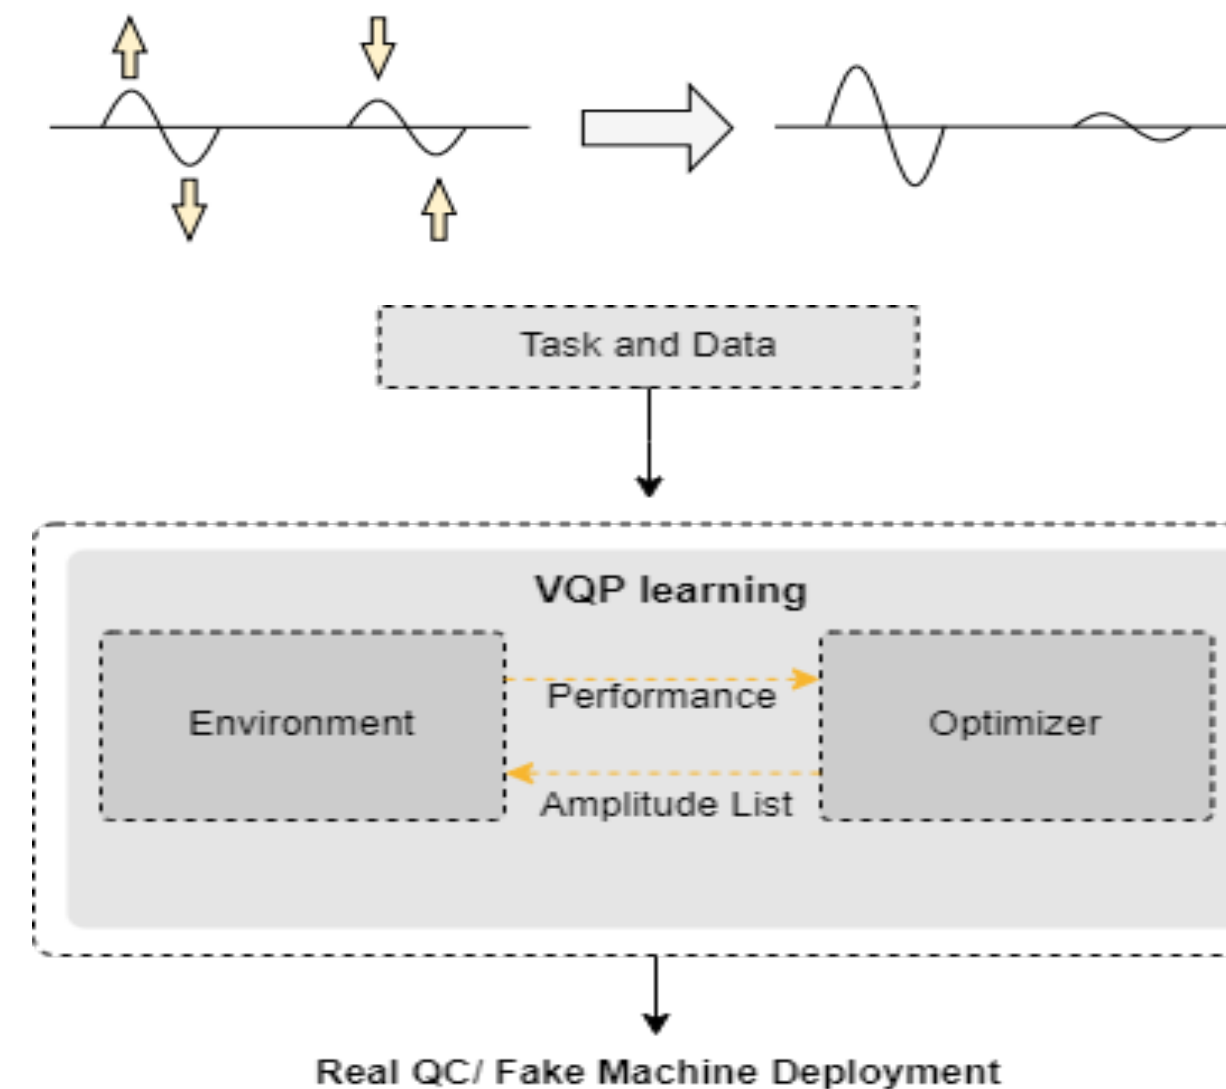 Task and Data
VQP learning
Environment
Performance
Optimizer
Amplitude List
Real QC/ Fake Machine Deployment